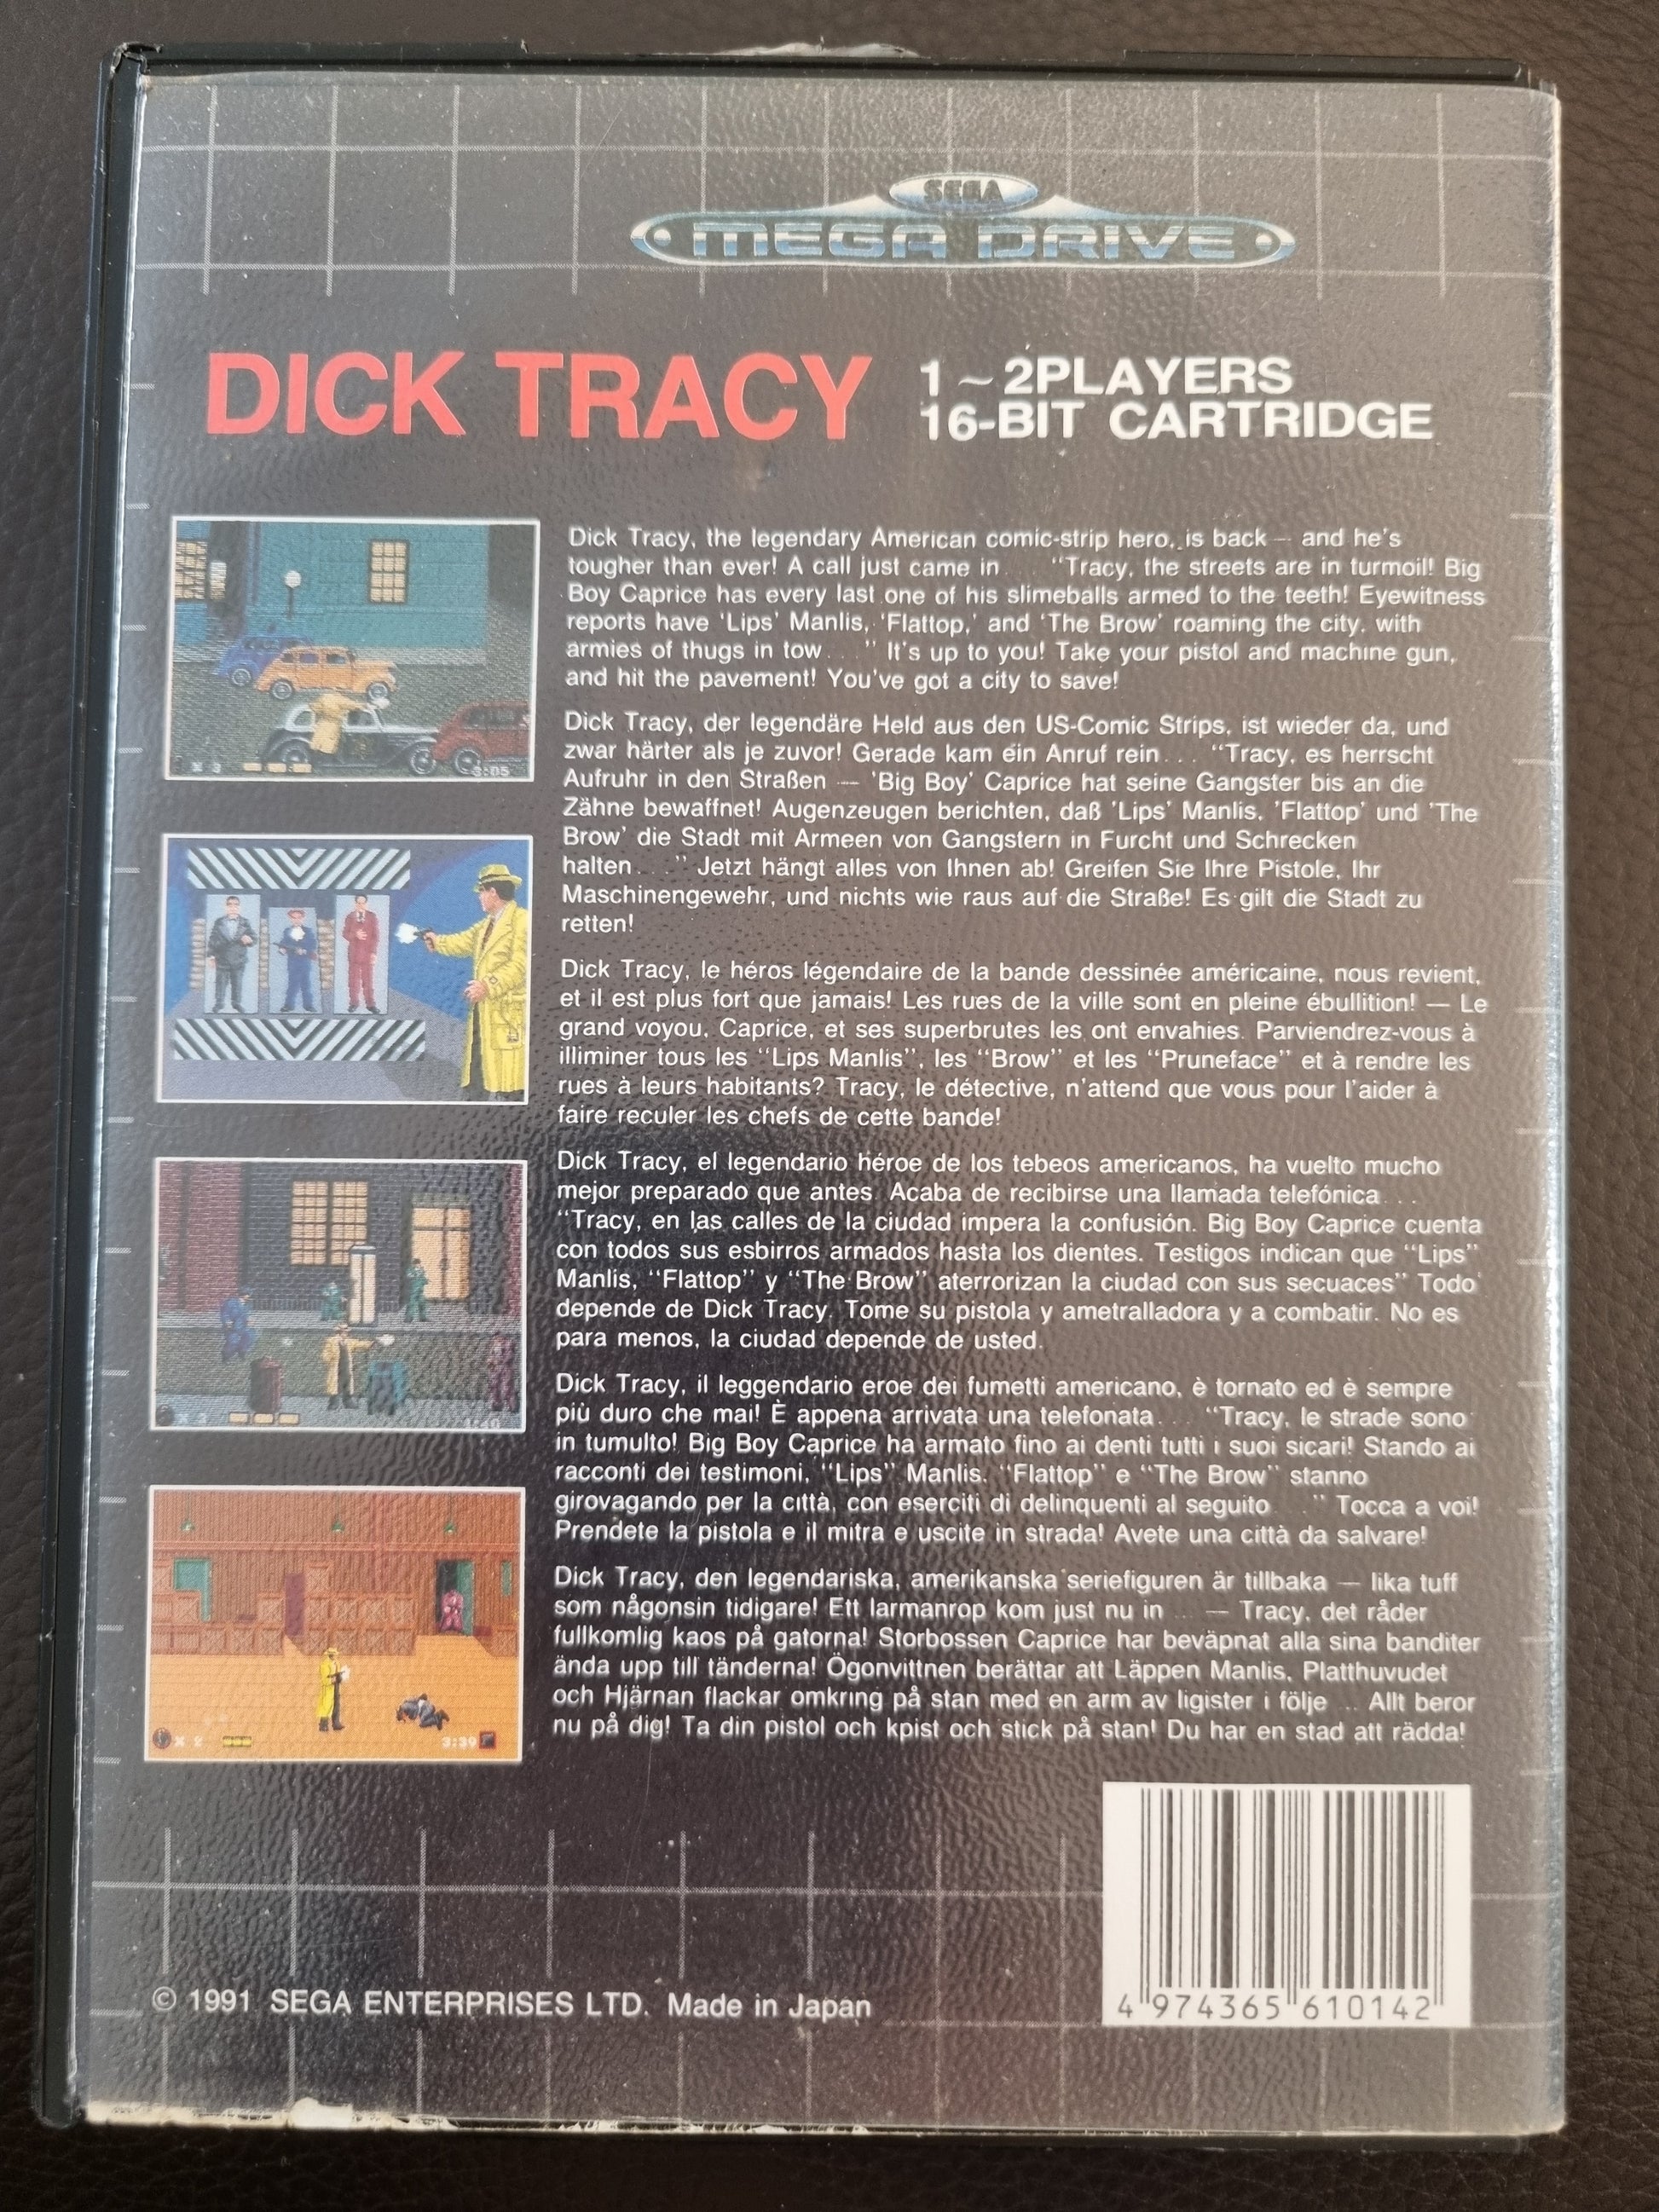 SEGA
MEGA DRIVE
DICK TRACY
1~2PLAYERS
16-BIT CARTRIDGE
Dick Tracy, the legendary American comic-strip hero, is back — and he's
tougher than ever! A call just came in . . . “Tracy, the streets are in turmoil! Big
Boy Caprice has every last one of his slimeballs armed to the teeth! Eyewitness
reports have ‘Lips’ Manlis, ‘Flattop,’ and ‘The Brow’ roaming the city, with
armies of thugs in tow . . .” It's up to you! Take your pistol and machine gun,
and hit the pavement! You've got a city to save!
Dick Tracy, der legendäre Held aus den US-Comic Strips, ist wieder da, und
zwar härter als je zuvor! Gerade kam ein Anruf rein . . . “Tracy, es herrscht
Aufruhr in den Straßen — ’Big Boy’ Caprice hat seine Gangster bis an die
Zähne bewaffnet! Augenzeugen berichten, daß ’Lips’ Manlis, ’Flattop’ und ’The
Brow’ die Stadt mit Armeen von Gangstern in Furcht und Schrecken
halten . . .” Jetzt hängt alles von Ihnen ab! Greifen Sie Ihre Pistole, Ihr
Maschinengewehr, und nichts wie raus auf die Straße! Es gilt die Stadt zu
retten!
Dick Tracy, le héros légendaire de la bande dessinée américaine, nous revient,
et il est plus fort que jamais! Les rues de la ville sont en pleine ébullition! — Le
grand voyou, Caprice, et ses superbrutes les ont envahies. Parviendrez-vous à
illiminer tous les “Lips Manlis”, les “Brow” et les “Pruneface” et à rendre les
rues à leurs habitants? Tracy, le détective, n'attend que vous pour l'aider à
faire reculer les chefs de cette bande!
Dick Tracy, el legendario héroe de los tebeos americanos, ha vuelto mucho
mejor preparado que antes. Acaba de recibirse una llamada telefónica . . .
“Tracy, en las calles de la ciudad impera la confusión. Big Boy Caprice cuenta
con todos sus esbirros armados hasta los dientes. Testigos indican que “Lips”
Manlis, “Flattop” y “The Brow” aterrorizan la ciudad con sus secuaces” Todo
depende de Dick Tracy. Tome su pistola y ametralladora y a combatir. No es
para menos, la ciudad depende de usted.
Dick Tracy, il leggendario eroe dei fumetti americano, è tornato ed è sempre
più duro che mai! È appena arrivata una telefonata . . . “Tracy, le strade sono
in tumulto! Big Boy Caprice ha armato fino ai denti tutti i suoi sicari! Stando ai
racconti dei testimoni, “Lips” Manlis, “Flattop” e “The Brow” stanno
girovagando per la città, con eserciti di delinquenti al seguito . . .” Tocca a voi!
Prendete la pistola e il mitra e uscite in strada! Avete una città da salvare!
Dick Tracy, den legendariska, amerikanska seriefiguren är tillbaka — lika tuff
som någonsin tidigare! Ett larmanrop kom just nu in ... — Tracy, det råder
fullkomlig kaos på gatorna! Storbossen Caprice har beväpnat alla sina banditer
ända upp till tänderna! Ögonvittnen berättar att Läppen Manlis, Platthuvudet
och Hjärnan flackar omkring på stan med en arm av ligister i följe ... Allt beror
nu på dig! Ta din pistol och kpist och stick på stan! Du har en stad att rädda!
X 3 3:05
X 3
X 2 3:39
© 1991 SEGA ENTERPRISES LTD. Made in Japan
4 974365 610142